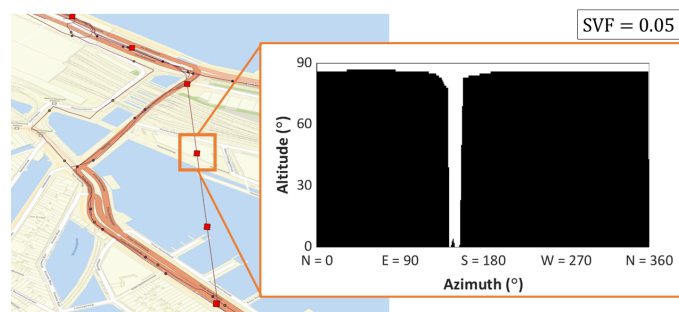 SVF = 0.05
90
60
30
0
Altitude (°)
N = 0 E = 90 S = 180 W = 270 N = 360
Azimuth (°)